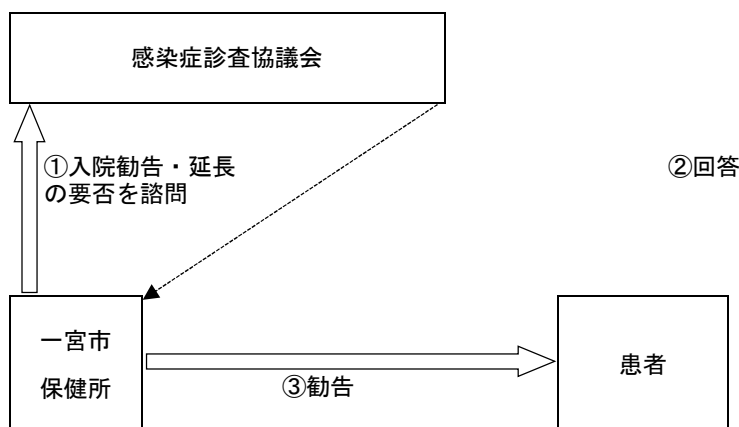 感染症診査協議会
①入院勧告・延長
の要否を諮問
②回答
一宮市
保健所
③勧告
患者